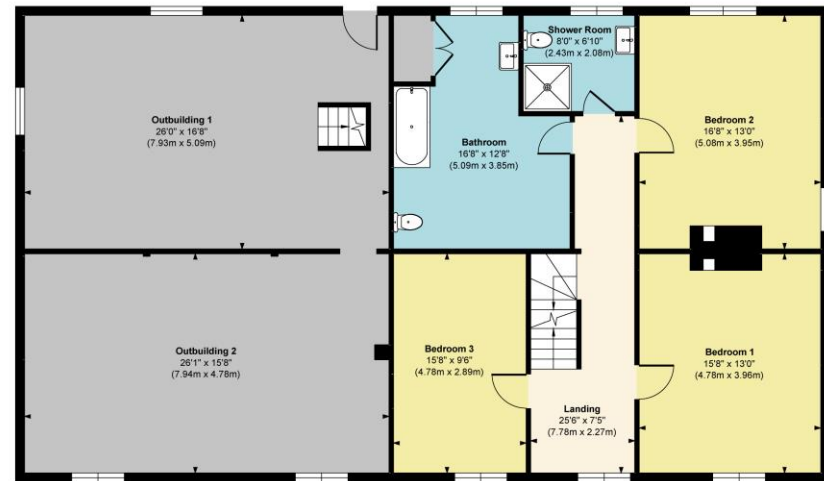 Outbuilding 1
26'0" x 16'8"
(7.93m x 5.09m)
Bathroom
16'8" x 12'8"
(5.09m x 3.85m)
Shower Room
8'0" x 6'10"
(2.43m x 2.08m)
Bedroom 2
16'8" x 13'0"
(5.08m x 3.95m)
Outbuilding 2
26'1" x 15'8"
(7.94m x 4.78m)
Bedroom 3
15'8" x 9'6"
(4.78m x 2.89m)
Landing
25'6" x 7'5"
(7.78m x 2.27m)
Bedroom 1
15'8" x 13'0"
(4.78m x 3.96m)